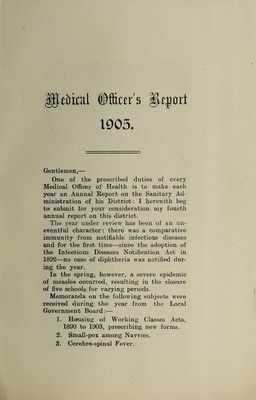 Medical Officer's Report
1905.
Gentlemen,—
One of the prescribed duties of every
Medical Officer of Health is to make each
year an Annual Report on the Sanitary Ad-
ministration of his District: I herewith beg
to submit for your consideration my fourth
annual report on this district.
The year under review has been of an un-
eventful character: there was a comparative
immunity from notifiable infectious diseases
and for the first time—since the adoption of
the Infectious Diseases Notification Act in
1892—no case of diphtheria was notified dur-
ing the year.
In the spring, however, a severe epidemic
of measles occurred, resulting in the closure
of five schools for varying periods.
Memoranda on the following subjects were
received during the year from the Local
Government Board:—
1. Housing of Working Classes Acts,
1890 to 1903, prescribing new forms.
2. Small-pox among Navvies.
3. Cerebro-spinal Fever.